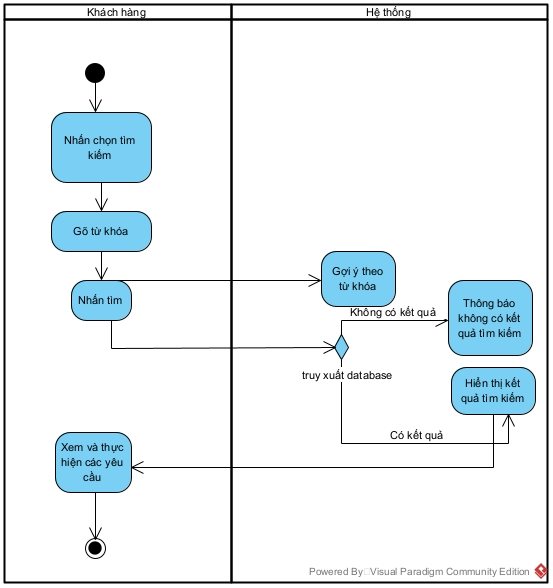 Khách hàng
Hệ thống
Nhấn chọn tìm
kiếm
Gõ từ khóa
Nhấn tìm
Gợi ý theo
từ khóa
Không có kết quả
Thông báo
không có kết
quả tìm kiếm
truy xuất database
Hiển thị kết
quả tìm kiếm
Có kết quả
Xem và thực
hiện các yêu
cầu
Powered By Visual Paradigm Community Edition